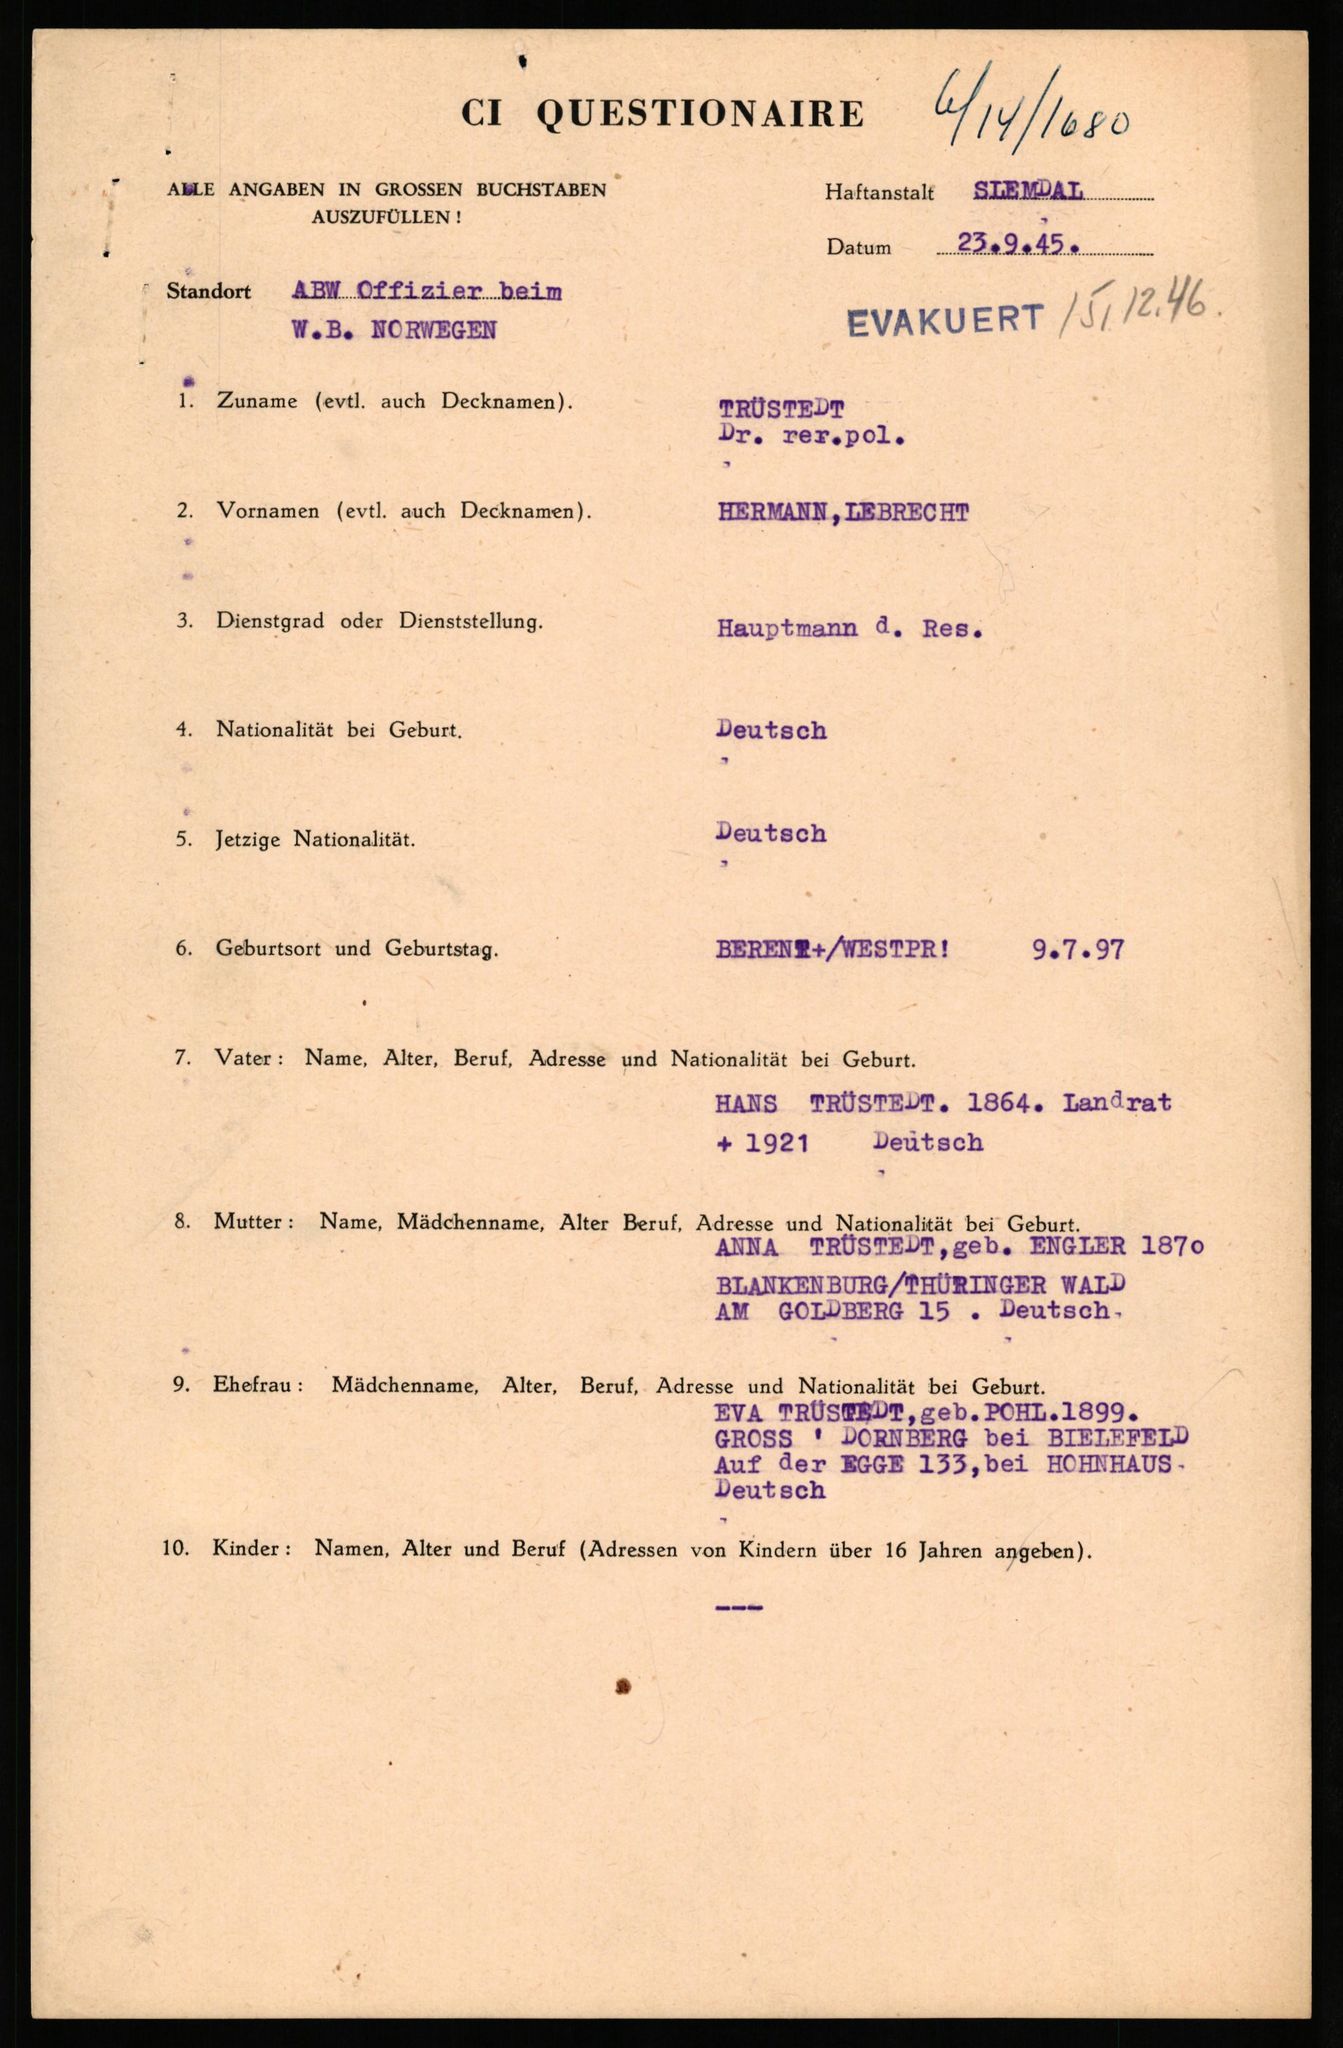 CI QUESTIONAIRE
6/14/1680
ALLE ANGABEN IN GROSSEN BUCHSTABEN
AUSZUFÜLLEN!
Haftanstalt SLEMDAL
Datum 23.9.45.
Standort ABW Offizier beim
W.B. NORWEGEN
EVAKUERT 15.12.46.
1. Zuname (evtl. auch Decknamen).
TRÜSTEDT
Dr. rer.pol.
2. Vornamen (evtl. auch Decknamen).
HERMANN,LEBRECHT
3. Dienstgrad oder Dienststellung.
Hauptmann d. Res.
4. Nationalität bei Geburt.
Deutsch
5. Jetzige Nationalität.
Deutsch
6. Geburtsort und Geburtstag.
BERENT+/WESTPR! 9.7.97
7. Vater: Name, Alter, Beruf, Adresse und Nationalität bei Geburt.
HANS TRÜSTEDT. 1864. Landrat
+ 1921 Deutsch
8. Mutter: Name, Mädchenname, Alter Beruf, Adresse und Nationalität bei Geburt.
ANNA TRÜSTEDT,geb. ENGLER 1870
BLANKENBURG/THÜRINGER WALD
AM GOLDBERG 15 . Deutsch.
9. Ehefrau: Mädchenname, Alter, Beruf, Adresse und Nationalität bei Geburt.
EVA TRÜSTEDT,geb.POHL.1899.
GROSS ' DORNBERG bei BIELEFELD
Auf der EGGE 133,bei HOHNHAUS.
Deutsch
10. Kinder: Namen, Alter und Beruf (Adressen von Kindern über 16 Jahren angeben).
---